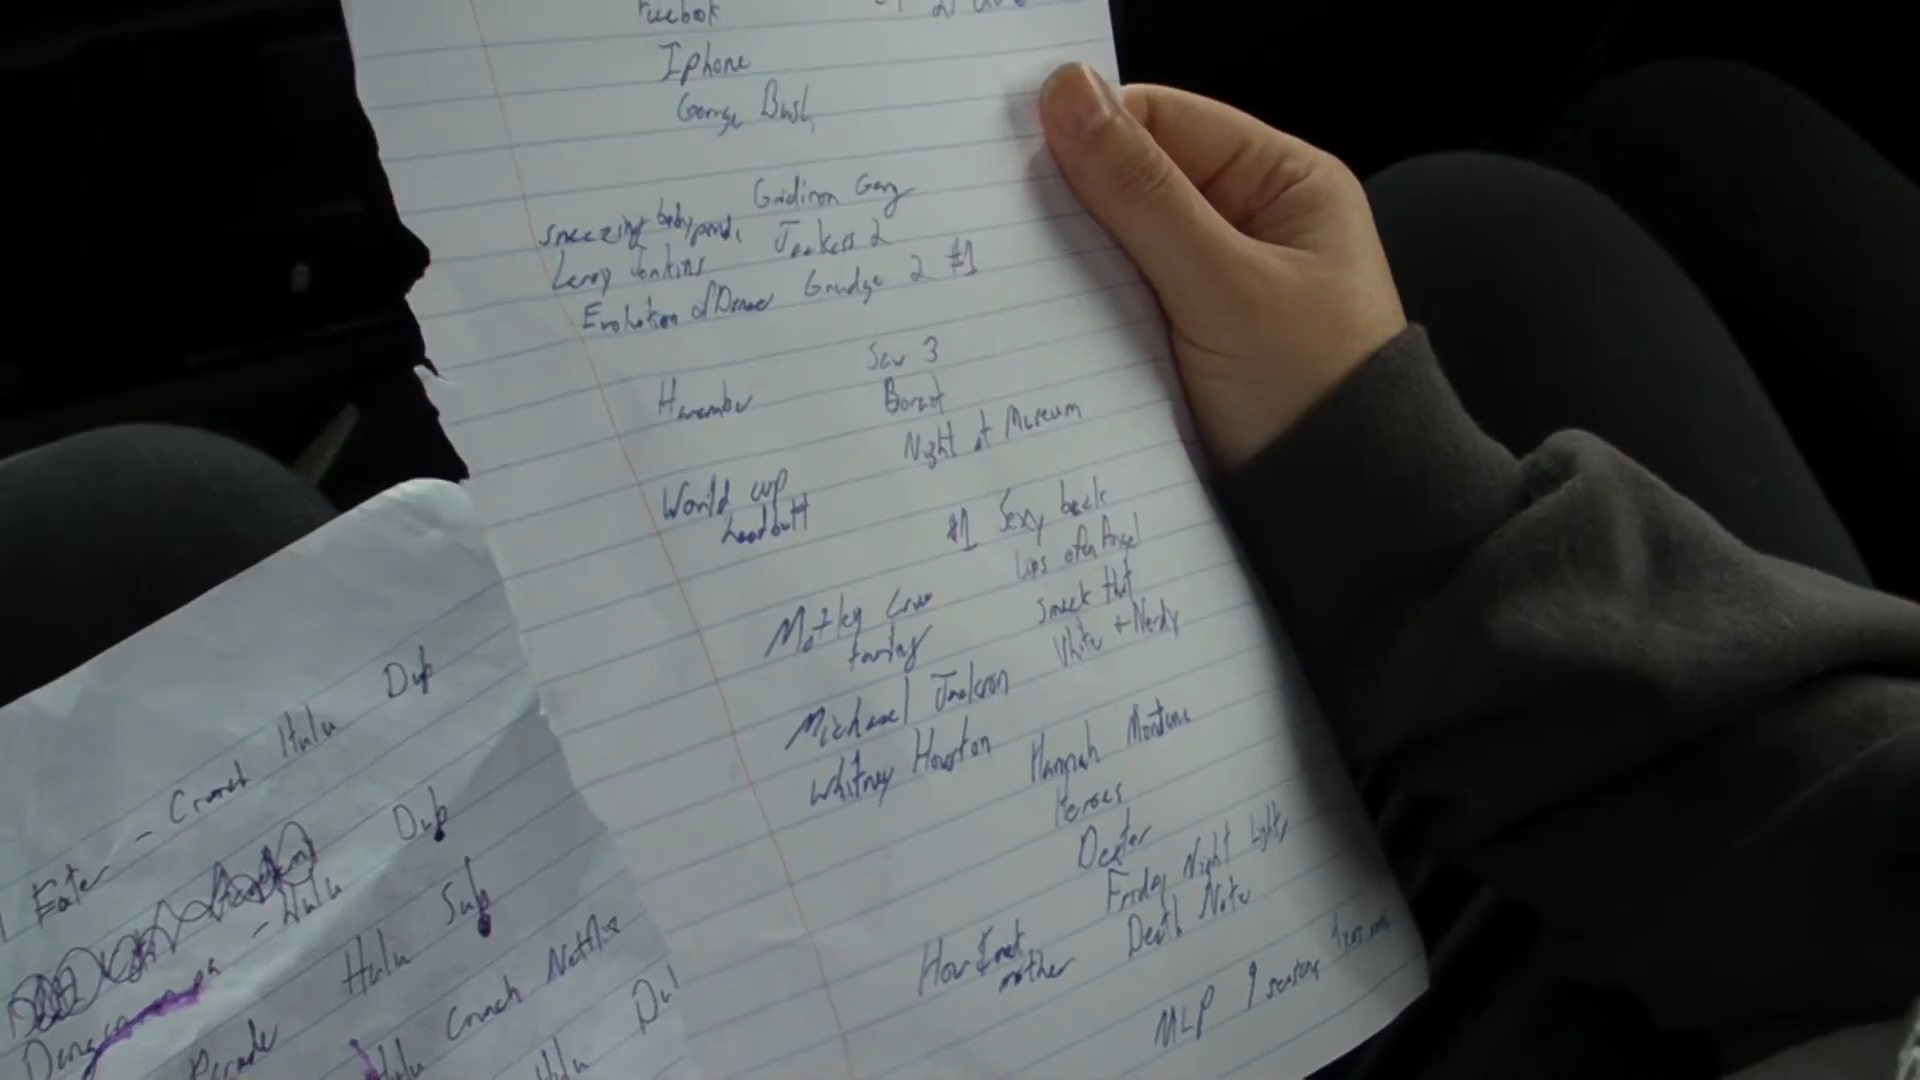 Iphone
George Bush
Gridiron Gang
sneezing baby panda
Jackass 2
Leroy Jenkins
Grudge 2 #1
Evolution of Dance
Saw 3
Borat
Night at Museum
World cup
headbutt
#1 Sexy back
Lips of an Angel
smack that
White + Nerdy
Motley Crue
Michael Jackson
Whitney Houston
Hannah Montana
Heroes
Dexter
Friday Night Lights
Death Note
How I met
mother
MLP 9 seasons
Eater - Crunch Hulu Dub
- Hulu Dub
Parade Hulu Sub
Hulu Crunch Netflix
Hulu